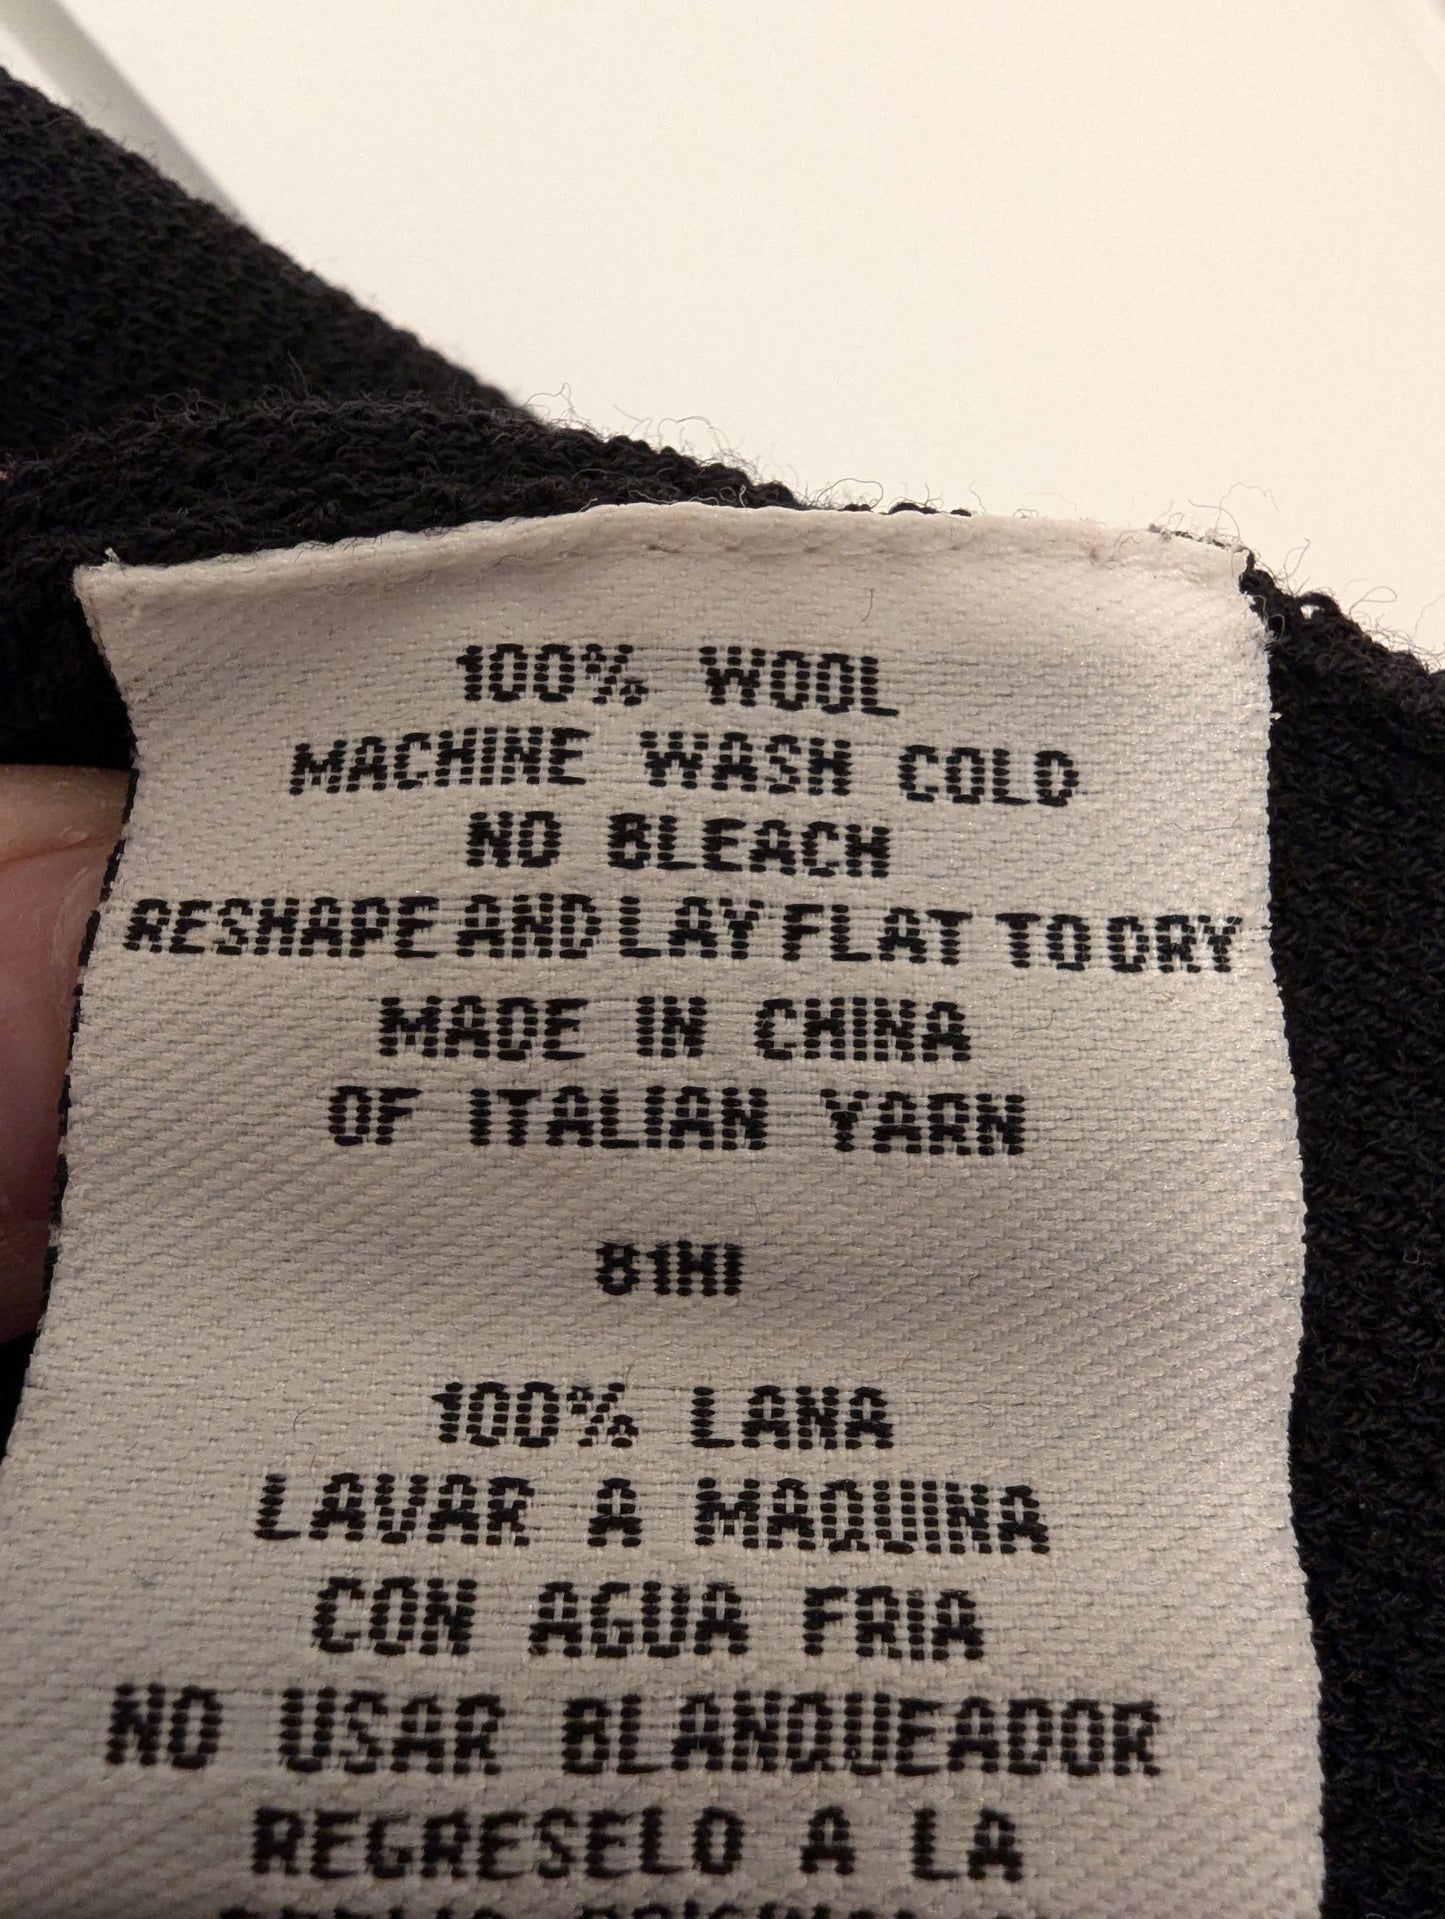 100% WOOL
MACHINE WASH COLD
NO BLEACH
RESHAPE AND LAY FLAT TO DRY
MADE IN CHINA
OF ITALIAN YARN
81HI
100% LANA
LAVAR A MAQUINA
CON AGUA FRIA
NO USAR BLANQUEADOR
REGRESELO A LA